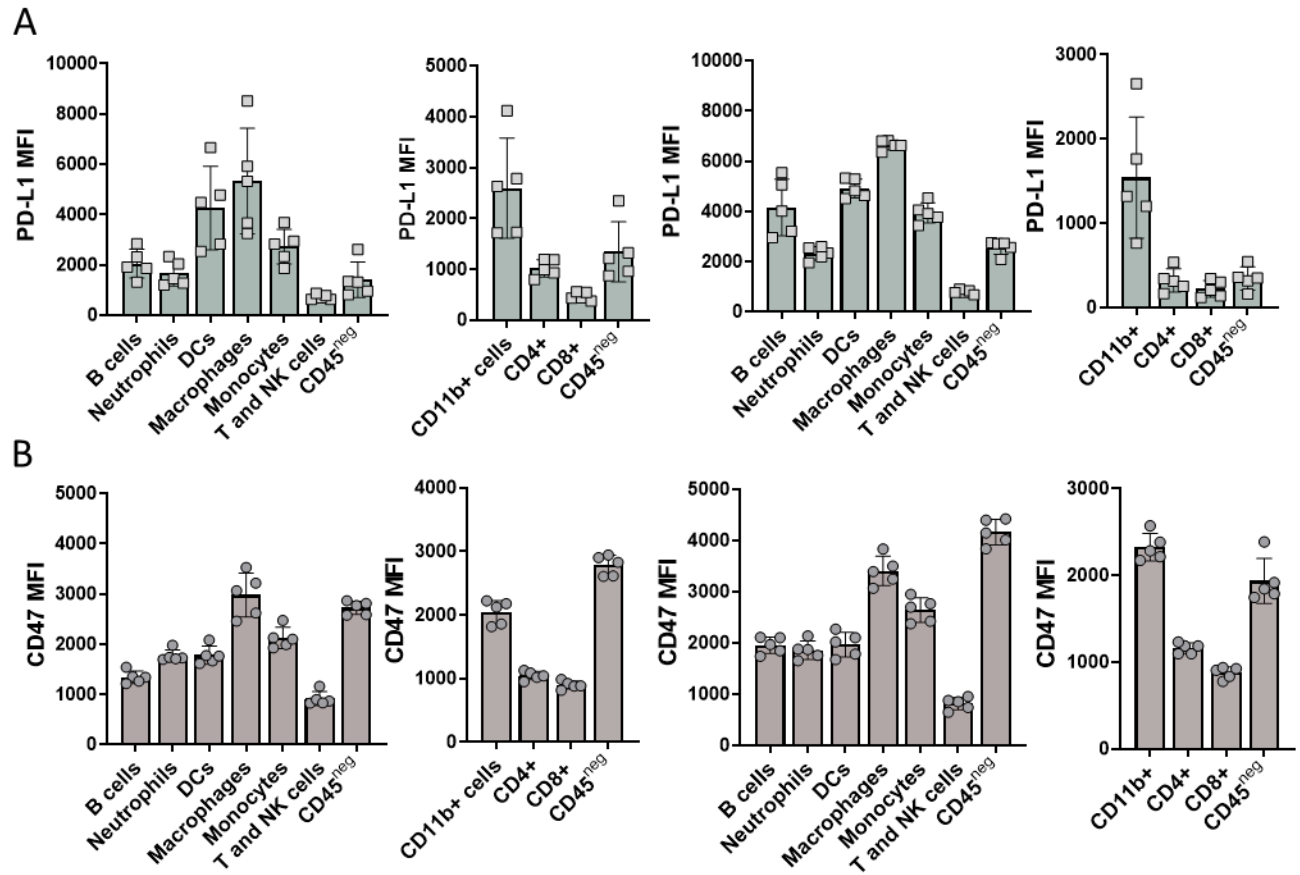 A
PD-L1 MFI
10000
8000
6000
4000
2000
0
B cells
Neutrophils
DCs
Macrophages
Monocytes
T and NK cells
CD45neg
PD-L1 MFI
5000
4000
3000
2000
1000
0
CD11b+ cells
CD4+
CD8+
CD45neg
PD-L1 MFI
10000
8000
6000
4000
2000
0
B cells
Neutrophils
DCs
Macrophages
Monocytes
T and NK cells
CD45neg
PD-L1 MFI
3000
2000
1000
0
CD11b+
CD4+
CD8+
CD45neg
B
CD47 MFI
5000
4000
3000
2000
1000
0
B cells
Neutrophils
DCs
Macrophages
Monocytes
T and NK cells
CD45neg
CD47 MFI
4000
3000
2000
1000
0
CD11b+ cells
CD4+
CD8+
CD45neg
CD47 MFI
5000
4000
3000
2000
1000
0
B cells
Neutrophils
DCs
Macrophages
Monocytes
T and NK cells
CD45neg
CD47 MFI
3000
2000
1000
0
CD11b+
CD4+
CD8+
CD45neg